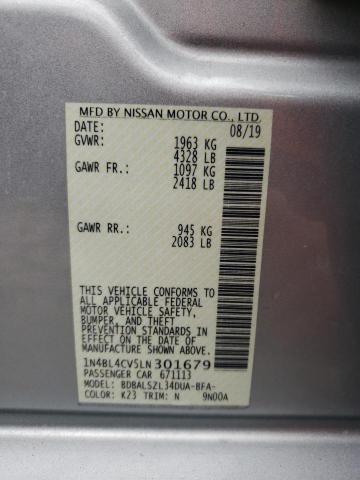 MFD BY NISSAN MOTOR CO., LTD.
DATE: 08/19
GVWR: 1963 KG
4328 LB
GAWR FR: 1097 KG
2418 LB
GAWR RR: 945 KG
2083 LB
THIS VEHICLE CONFORMS TO
ALL APPLICABLE FEDERAL
MOTOR VEHICLE SAFETY,
BUMPER, AND THEFT
PREVENTION STANDARDS IN
EFFECT ON THE DATE OF
MANUFACTURE SHOWN ABOVE.
1N4BL4CV5LN301679
PASSENGER CAR 671113
MODEL: BDBALSZL34DUA-BFA-
COLOR: K23 TRIM: N 9N00A